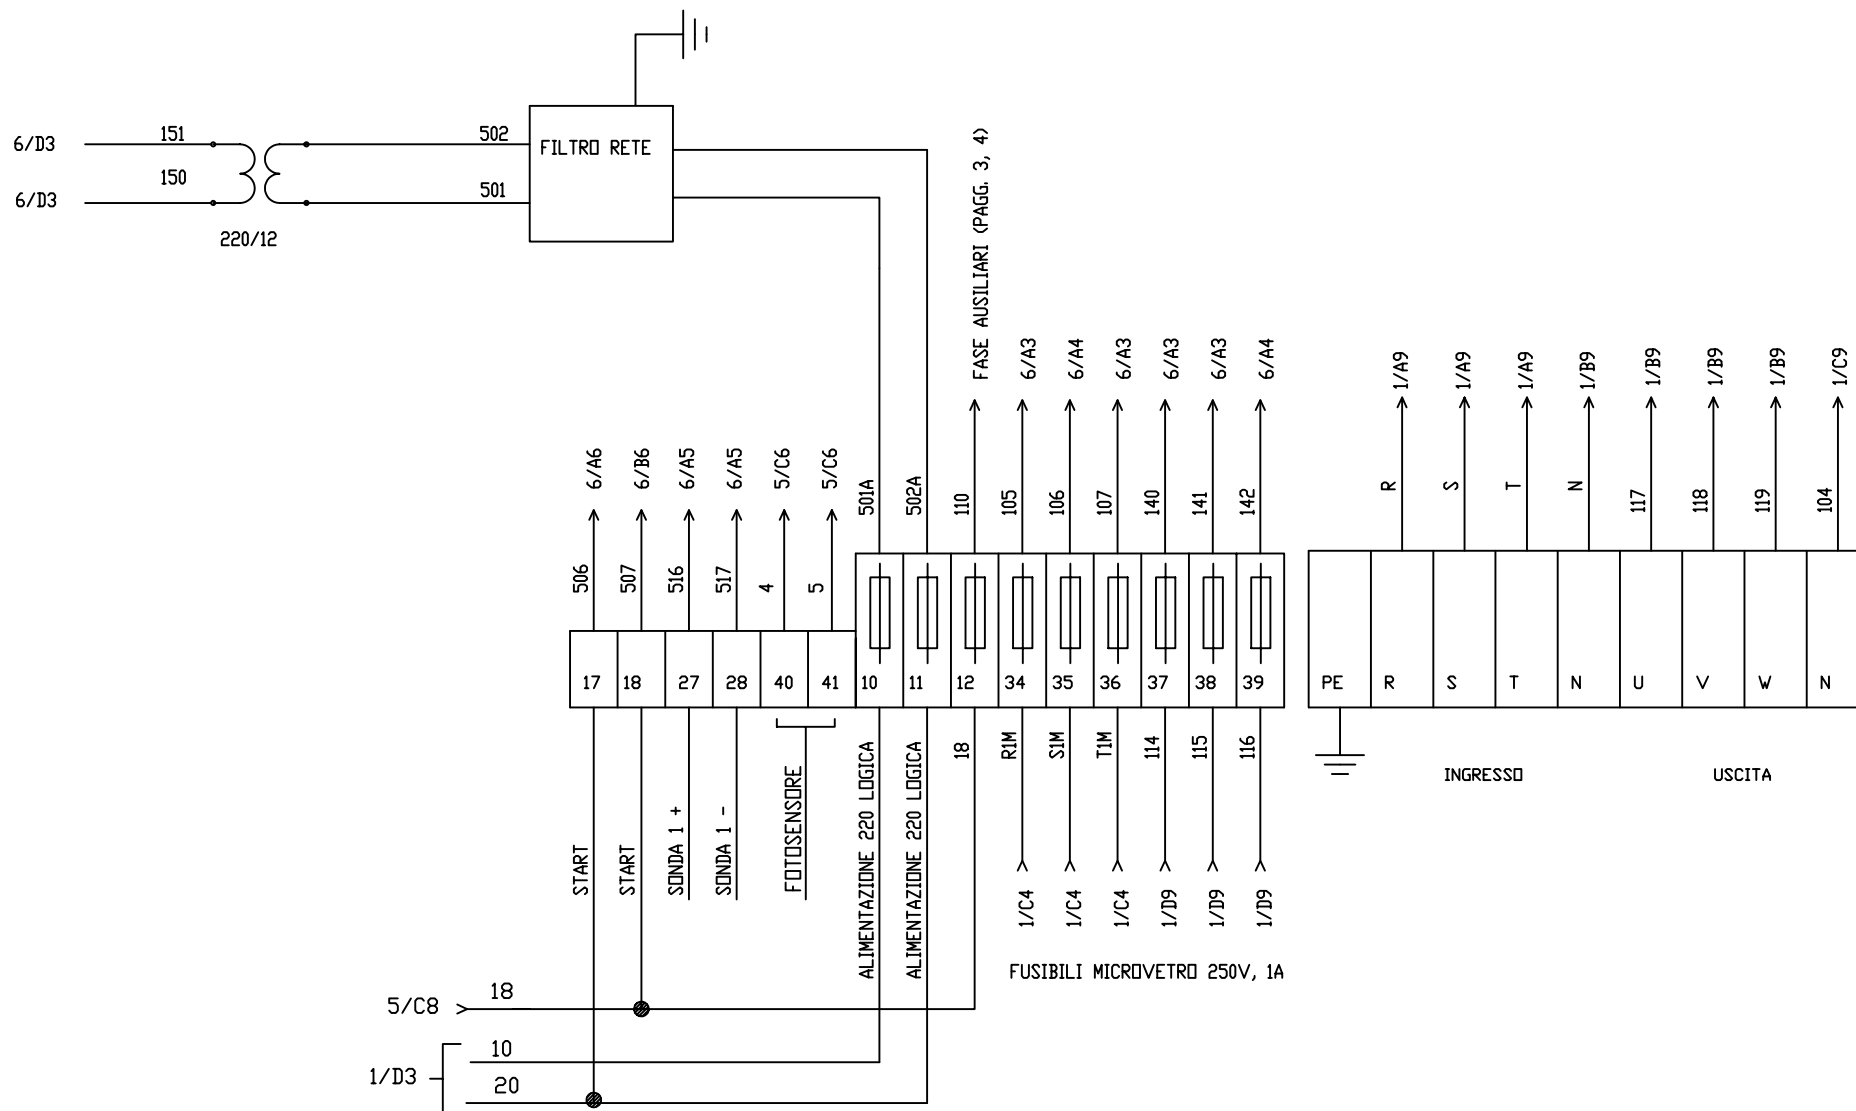 6/D3
151
502
FILTRO RETE
150
6/D3
501
220/12
FASE AUSILIARI (PAGG. 3, 4)
6/A3
6/A4
6/A3
6/A3
6/A3
6/A4
1/A9
1/A9
1/A9
1/B9
1/B9
1/B9
1/B9
1/C9
6/A6
6/B6
6/A5
6/A5
5/C6
5/C6
501A
502A
110
105
106
107
140
141
142
R
S
T
N
117
118
119
104
506
507
516
517
4
5
17
18
27
28
40
41
10
11
12
34
35
36
37
38
39
PE
R
S
T
N
U
V
W
N
START
START
SONDA 1 +
SONDA 1 -
FOTOSENSORE
ALIMENTAZIONE 220 LOGICA
ALIMENTAZIONE 220 LOGICA
18
R1M
S1M
T1M
114
115
116
INGRESSO
USCITA
1/C4
1/C4
1/C4
1/D9
1/D9
1/D9
FUSIBILI MICROVETRO 250V, 1A
5/C8
18
10
1/D3
20